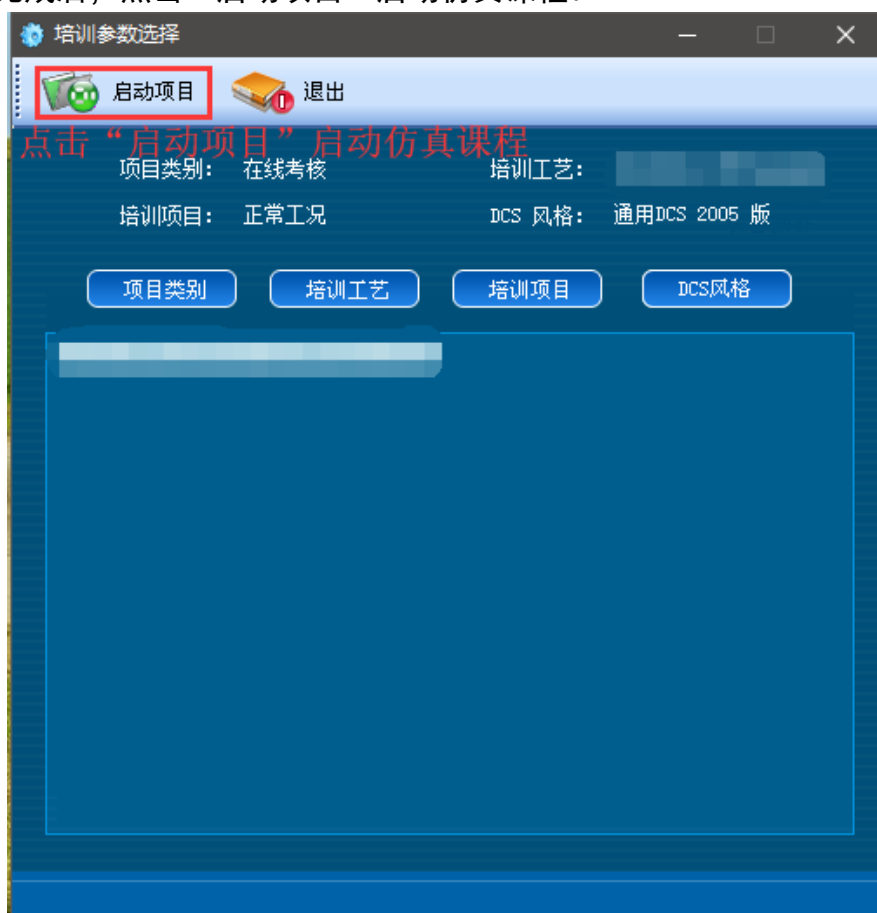 培训参数选择
启动项目 退出
点击“启动项目”启动仿真课程
项目类别： 在线考核 培训工艺：
培训项目： 正常工况 DCS 风格： 通用DCS 2005 版
项目类别 培训工艺 培训项目 DCS风格